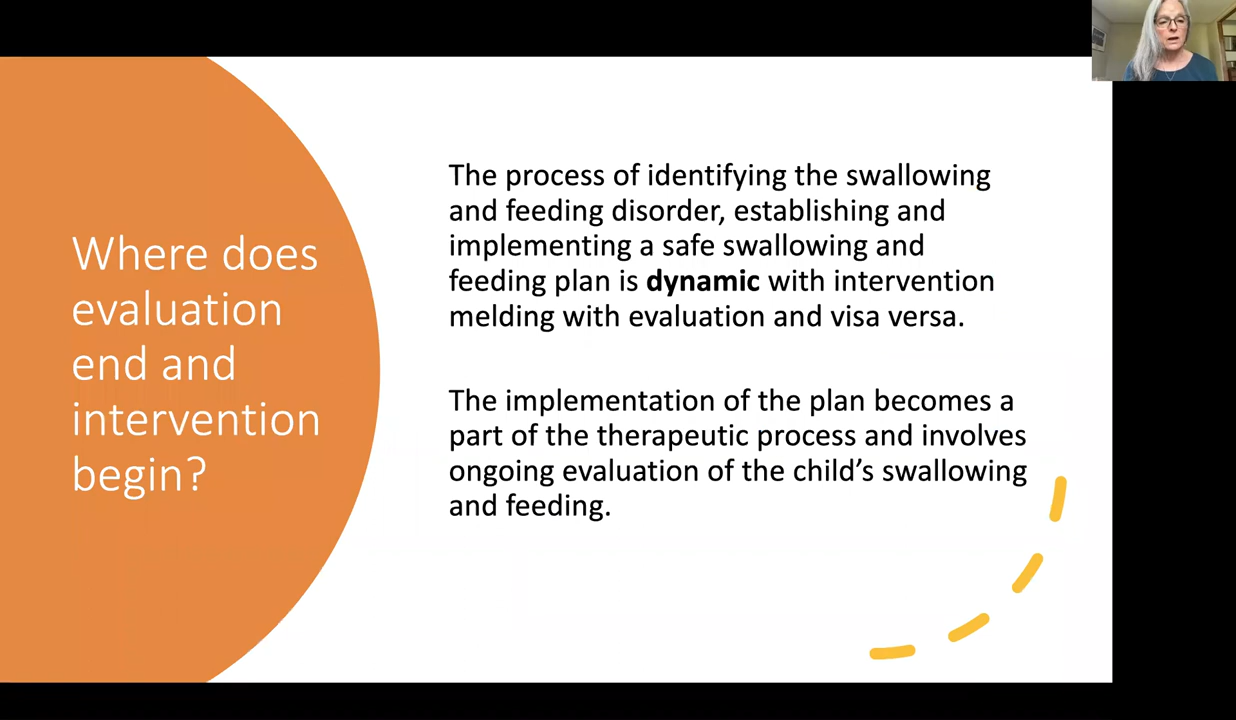 Where does
evaluation
end and
intervention
begin?
The process of identifying the swallowing
and feeding disorder, establishing and
implementing a safe swallowing and
feeding plan is dynamic with intervention
melding with evaluation and visa versa.
The implementation of the plan becomes a
part of the therapeutic process and involves
ongoing evaluation of the child’s swallowing
and feeding.